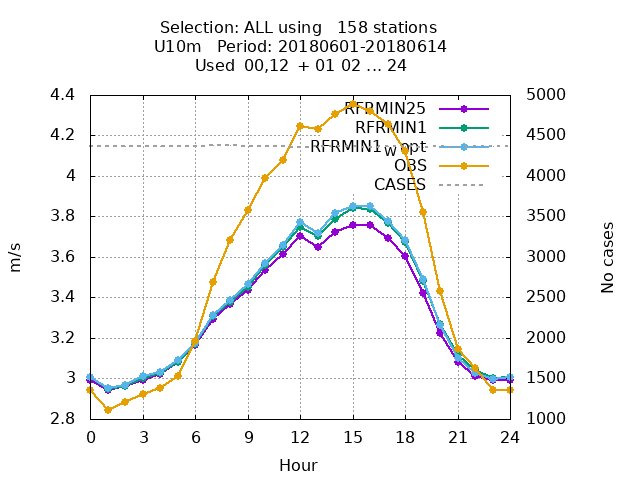 Selection: ALL using   158 stations
U10m   Period: 20180601-20180614
Used  00,12  + 01 02 ... 24
RFRMIN25
RFRMIN1
RFRMIN1_w opt
OBS
CASES
4.4
4.2
4
3.8
3.6
3.4
3.2
3
2.8
m/s
5000
4500
4000
3500
3000
2500
2000
1500
1000
No cases
0 3 6 9 12 15 18 21 24
Hour